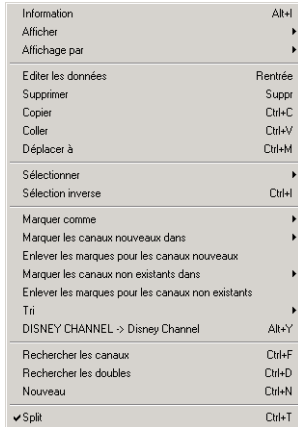 Information Alt+I
Afficher
Affichage par
Editer les données Rentrée
Supprimer Suppr
Copier Ctrl+C
Coller Ctrl+V
Déplacer à Ctrl+M
Sélectionner
Sélection inverse Ctrl+I
Marquer comme
Marquer les canaux nouveaux dans
Enlever les marques pour les canaux nouveaux
Marquer les canaux non existants dans
Enlever les marques pour les canaux non existants
Tri
DISNEY CHANNEL -> Disney Channel Alt+Y
Rechercher les canaux Ctrl+F
Rechercher les doubles Ctrl+D
Nouveau Ctrl+N
Split Ctrl+T